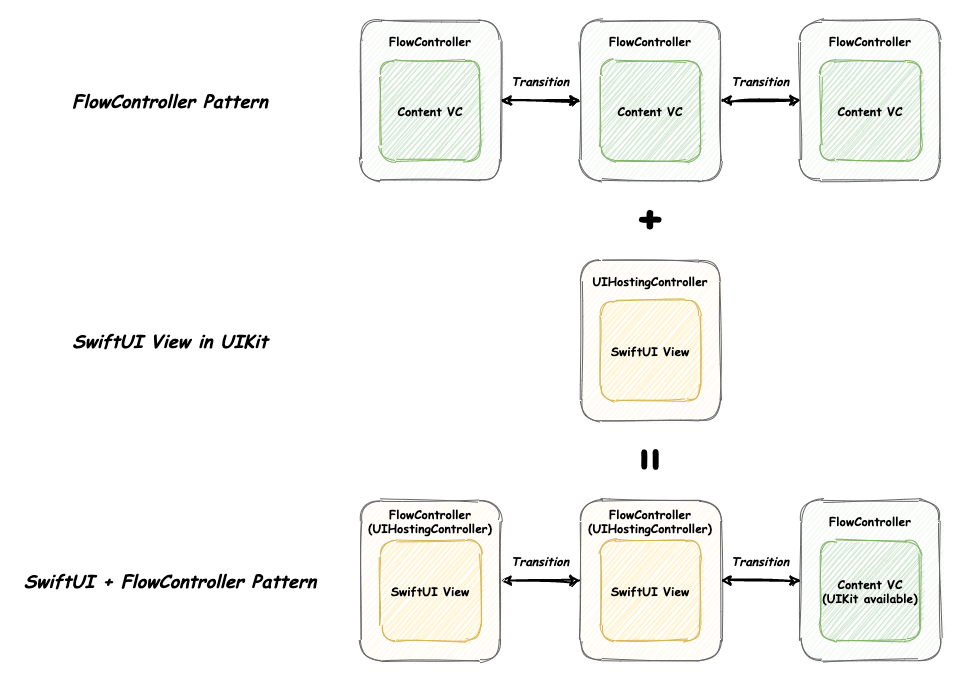 FlowController
FlowController
FlowController
Transition
Transition
FlowController Pattern
Content VC
Content VC
Content VC
+
UIHostingController
SwiftUI View in UIKit
SwiftUI View
=
FlowController
(UIHostingController)
FlowController
(UIHostingController)
FlowController
Transition
Transition
SwiftUI + FlowController Pattern
SwiftUI View
SwiftUI View
Content VC
(UIKit available)